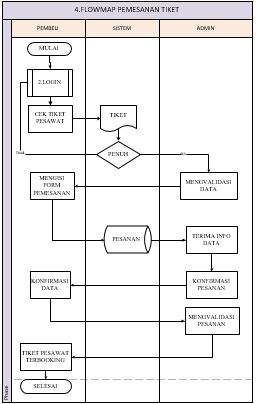 4.FLOWMAP PEMESANAN TIKET
PEMBELI
SISTEM
ADMIN
MULAI
2.LOGIN
CEK TIKET
PESAWAT
TIKET
PENUH
MENGISI
FORM
PEMESANAN
MENGVALIDASI
DATA
PESANAN
TERIMA INFO
DATA
KONFIRMASI
DATA
KONFIRMASI
PESANAN
MENGVALIDASI
PESANAN
TIKET PESAWAT
TERBOOKING
SELESAI
Phase